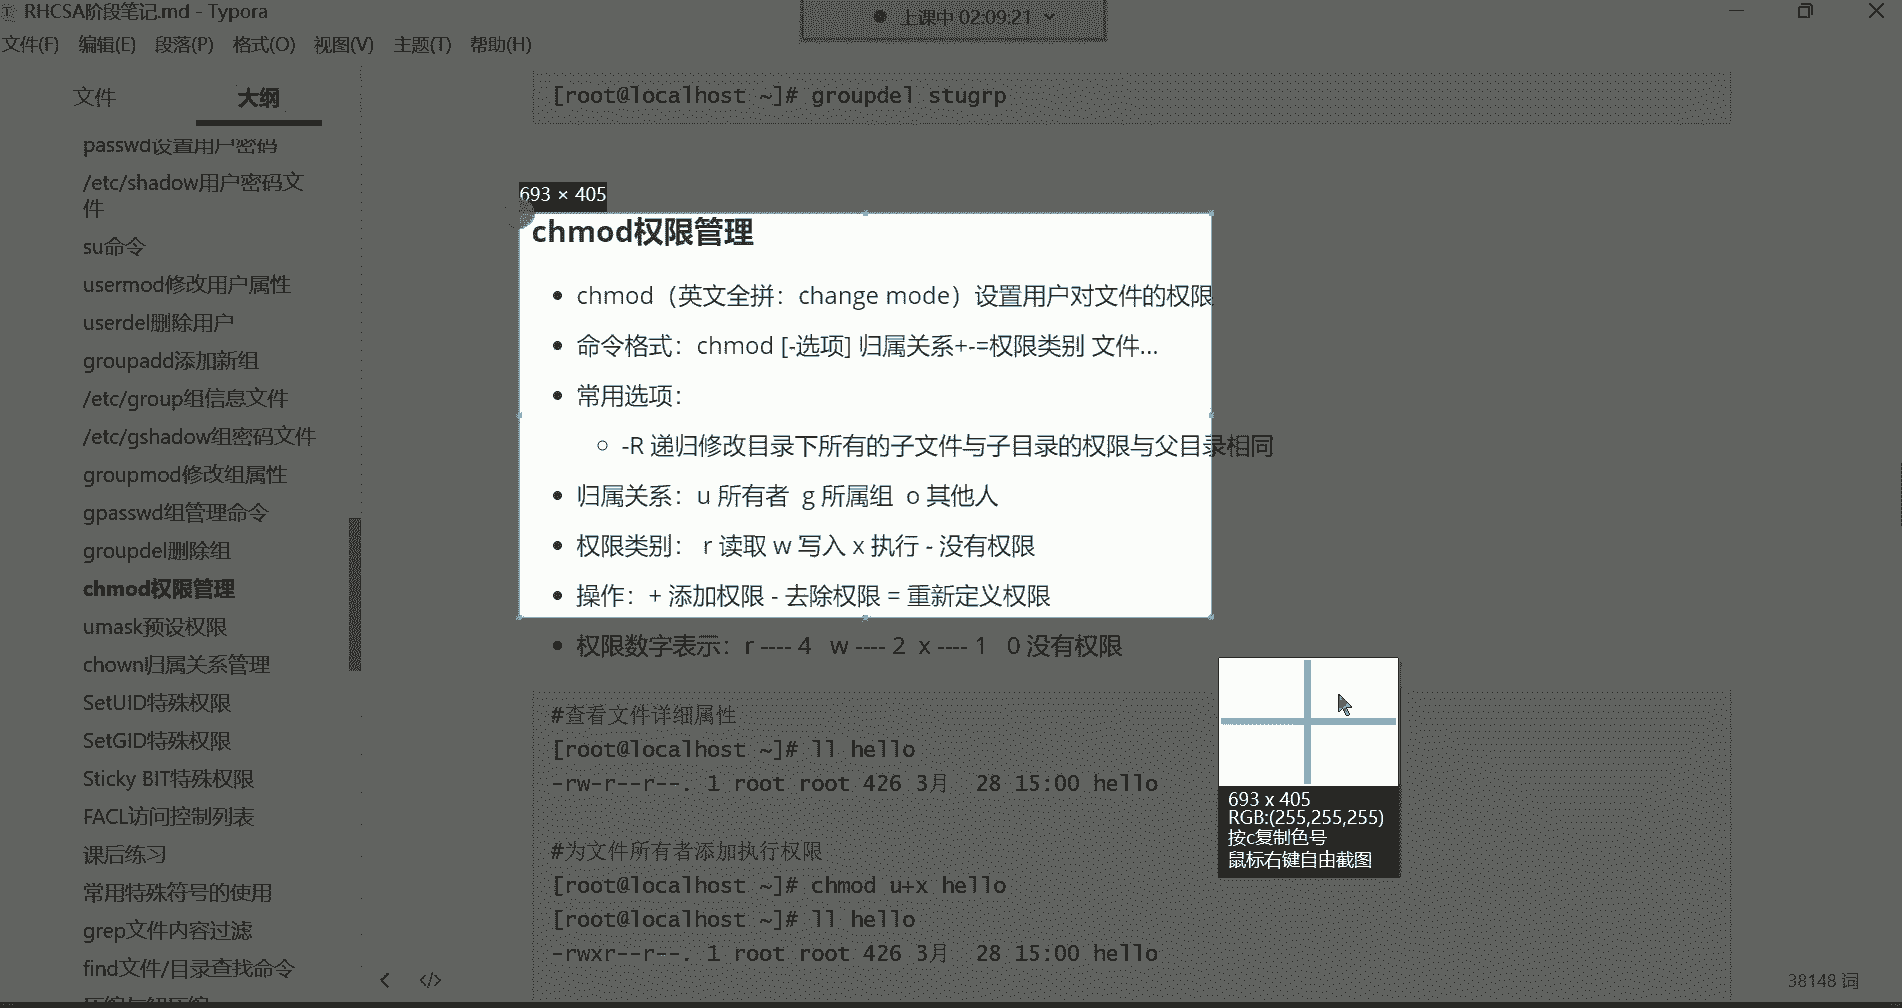 RHCSA阶段笔记.md - Typora
上课中 02:09:21
文件(F) 编辑(E) 段落(P) 格式(O) 视图(V) 主题(T) 帮助(H)
文件 大纲
passwd设置用户密码
/etc/shadow用户密码文
件
su命令
usermod修改用户属性
userdel删除用户
groupadd添加新组
/etc/group组信息文件
/etc/gshadow组密码文件
groupmod修改组属性
gpasswd组管理命令
groupdel删除组
chmod权限管理
umask预设权限
chown归属关系管理
SetUID特殊权限
SetGID特殊权限
Sticky BIT特殊权限
FACL访问控制列表
课后练习
常用特殊符号的使用
grep文件内容过滤
find文件/目录查找命令
[root@localhost ~]# groupdel stugrp
693 × 405
chmod权限管理
chmod（英文全拼：change mode）设置用户对文件的权限
命令格式：chmod [-选项] 归属关系+-=权限类别 文件...
常用选项：
-R 递归修改目录下所有的子文件与子目录的权限与父目录相同
归属关系：u 所有者 g 所属组 o 其他人
权限类别： r 读取 w 写入 x 执行 - 没有权限
操作：+ 添加权限 - 去除权限 = 重新定义权限
权限数字表示：r ---- 4 w ---- 2 x ---- 1 0 没有权限
#查看文件详细属性
[root@localhost ~]# ll hello
-rw-r--r--. 1 root root 426 3月 28 15:00 hello
#为文件所有者添加执行权限
[root@localhost ~]# chmod u+x hello
[root@localhost ~]# ll hello
-rwxr--r--. 1 root root 426 3月 28 15:00 hello
693 x 405
RGB:(255,255,255)
按c复制色号
鼠标右键自由截图
</>
38148 词